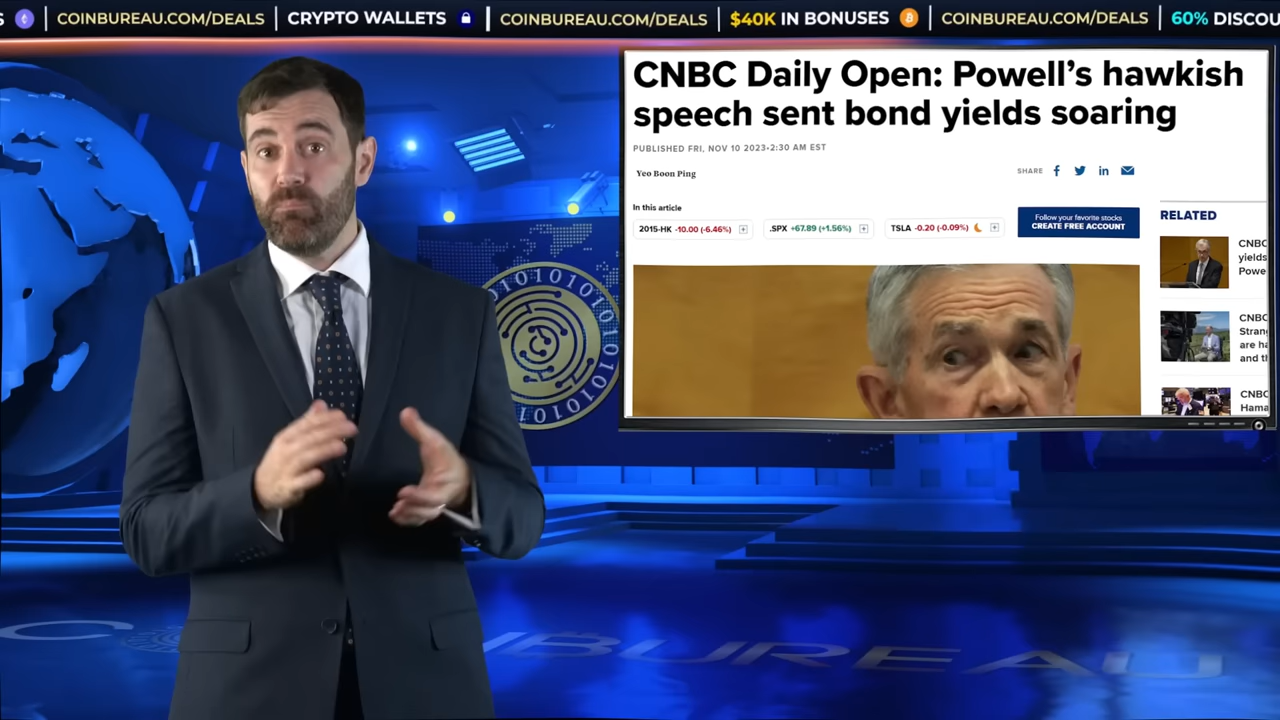 S | COINBUREAU.COM/DEALS | CRYPTO WALLETS | COINBUREAU.COM/DEALS | $40K IN BONUSES | COINBUREAU.COM/DEALS | 60% DISCOU
CNBC Daily Open: Powell’s hawkish
speech sent bond yields soaring
PUBLISHED FRI, NOV 10 2023•2:30 AM EST
Yeo Boon Ping
SHARE
In this article
2015-HK -10.00 (-6.46%)
.SPX +67.89 (+1.56%)
TSLA -0.20 (-0.09%)
Follow your favorite stocks
CREATE FREE ACCOUNT
RELATED
CNBC
yields
Powe
CNBC
Stran
are ha
and th
CNBC
Hama
1010101010101
10101
C NBUREAU